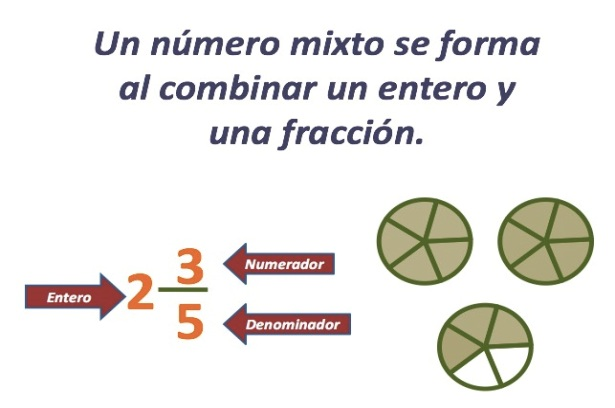 Un número mixto se forma
al combinar un entero y
una fracción.
3
Numerador
Entero
2
5
Denominador